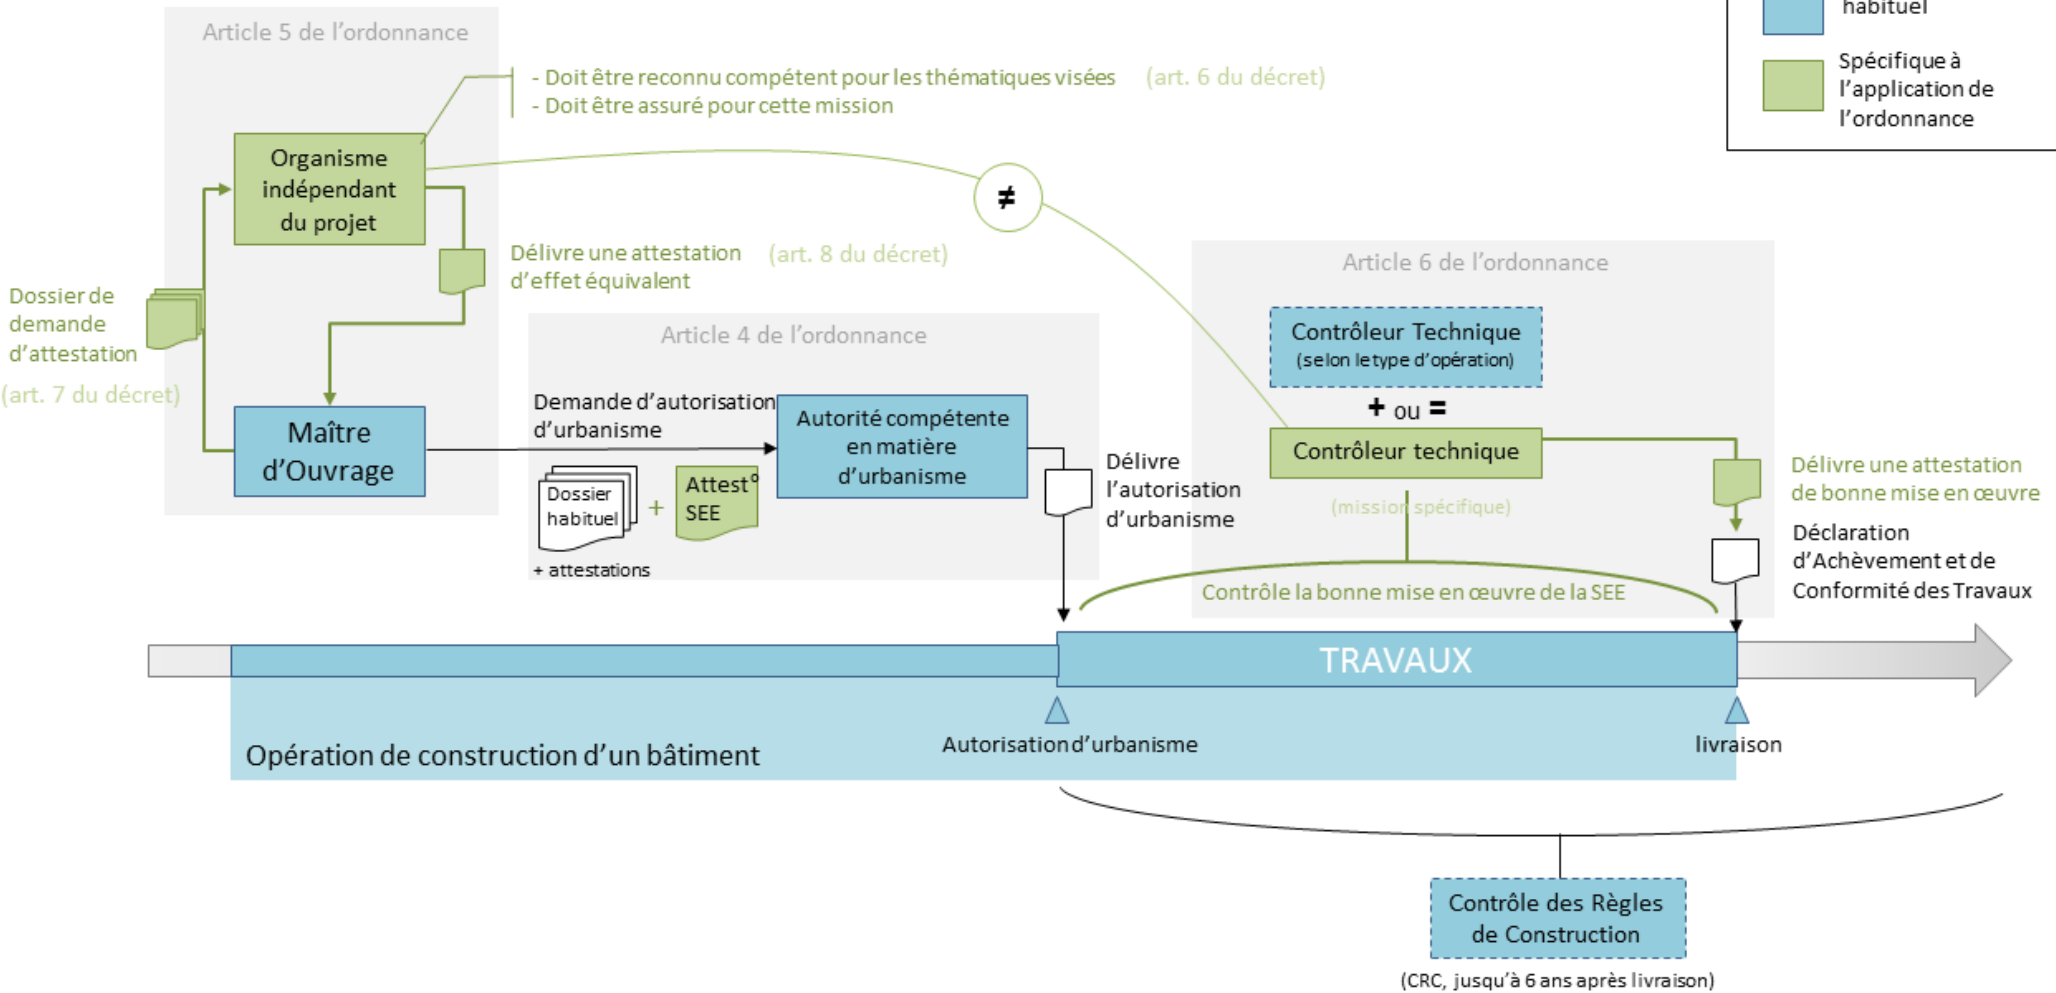 habituel
Spécifique à
l'application de
l'ordonnance
Article 5 de l'ordonnance
- Doit être reconnu compétent pour les thématiques visées (art. 6 du décret)
- Doit être assuré pour cette mission
Organisme
indépendant
du projet
≠
Délivre une attestation (art. 8 du décret)
d'effet équivalent
Dossier de
demande
d'attestation
(art. 7 du décret)
Maître
d'Ouvrage
Article 4 de l'ordonnance
Demande d'autorisation
d'urbanisme
Dossier
habituel
+
Attest°
SEE
+ attestations
Autorité compétente
en matière
d'urbanisme
Délivre
l'autorisation
d'urbanisme
Article 6 de l'ordonnance
Contrôleur Technique
(selon le type d'opération)
+ ou =
Contrôleur technique
(mission spécifique)
Contrôle la bonne mise en œuvre de la SEE
Délivre une attestation
de bonne mise en œuvre
Déclaration
d'Achèvement et de
Conformité des Travaux
TRAVAUX
Opération de construction d'un bâtiment
Autorisation d'urbanisme
livraison
Contrôle des Règles
de Construction
(CRC, jusqu'à 6 ans après livraison)